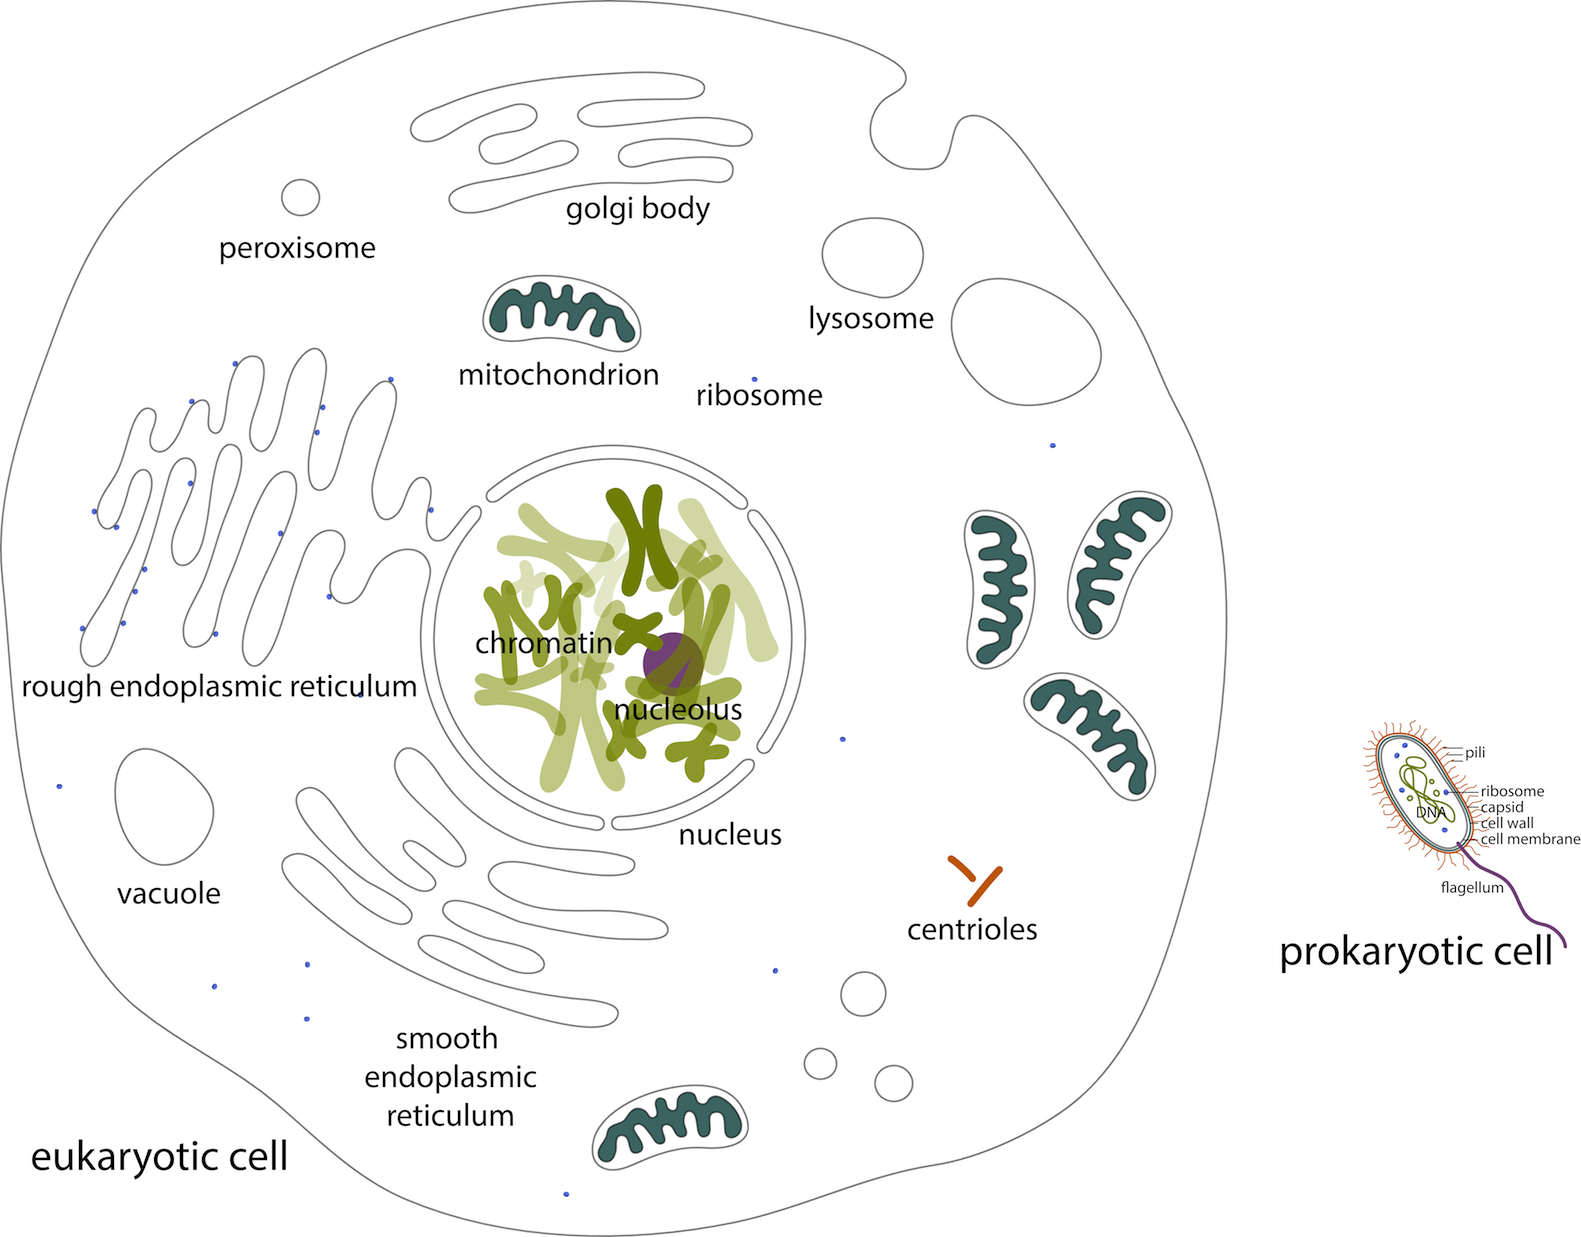 golgi body
peroxisome
lysosome
mitochondrion
ribosome
chromatin
rough endoplasmic reticulum
nucleolus
nucleus
vacuole
centrioles
smooth
endoplasmic
reticulum
eukaryotic cell
pili
ribosome
capsid
DNA
cell wall
cell membrane
flagellum
prokaryotic cell